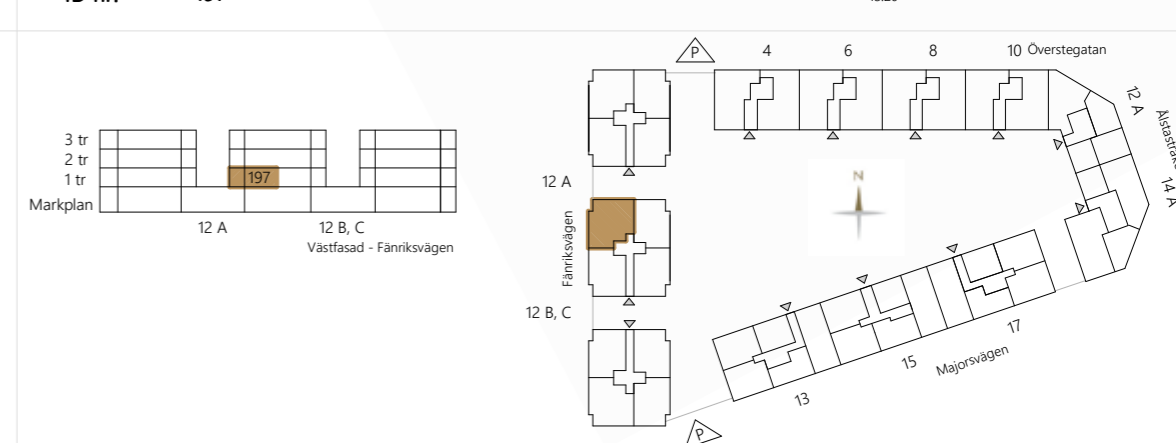 3 tr
2 tr
1 tr
197
Markplan
12 A
12 B, C
Västfasad - Fänriksvägen
P
4
6
8
10 Överstegatan
12 A
14 A
12 A
Fänriksvägen
12 B, C
N
13
15
17
Majorsvägen
P